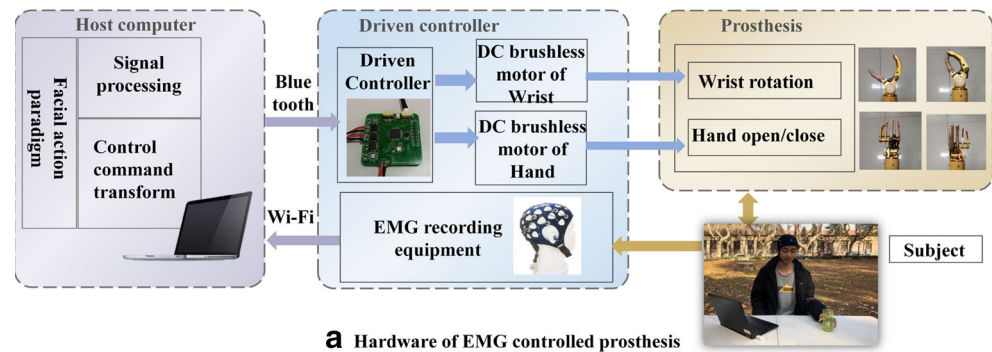 Host computer
Facial action
paradigm
Signal
processing
Control
command
transform
Blue
tooth
Wi-Fi
Driven controller
Driven
Controller
DC brushless
motor of
Wrist
DC brushless
motor of
Hand
EMG recording
equipment
Prosthesis
Wrist rotation
Hand open/close
Subject
a Hardware of EMG controlled prosthesis